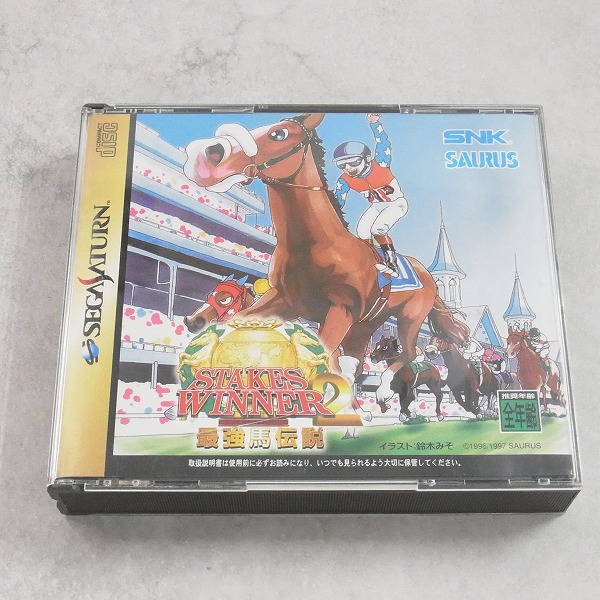 COMPACT
DISC
SEGA SATURN
SNK
SAURUS
STAKES
WINNER 2
最強馬伝説
推奨年齢
全年齢
イラスト:鈴木みそ ©1996/1997 SAURUS
取扱説明書は使用前に必ずお読みになり、いつでも見られるよう大切に保管してください。